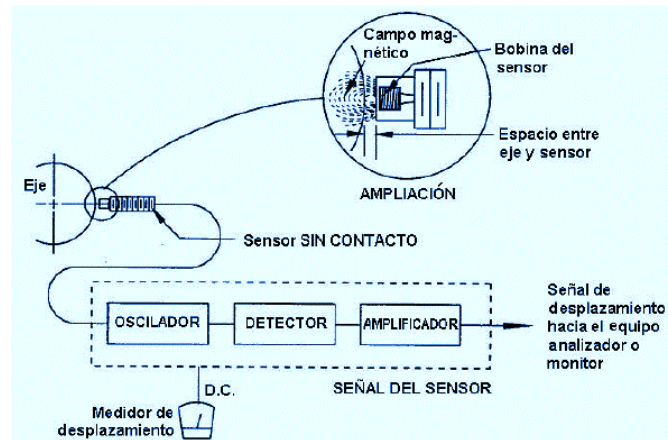 Campo mag-
nético
Bobina del
sensor
Espacio entre
eje y sensor
AMPLIACIÓN
Eje
Sensor SIN CONTACTO
OSCILADOR
DETECTOR
AMPLIFICADOR
Señal de
desplazamiento
hacia el equipo
analizador o
monitor
D.C.
SEÑAL DEL SENSOR
Medidor de
desplazamiento